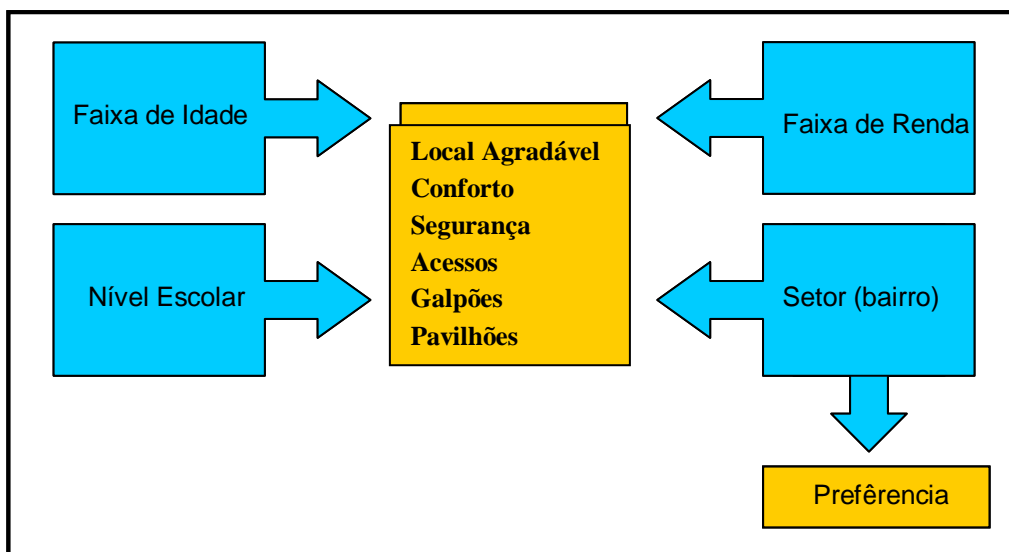 Faixa de Idade
Faixa de Renda
Local Agradável
Conforto
Segurança
Acessos
Galpões
Pavilhões
Nível Escolar
Setor (bairro)
Prefêrencia